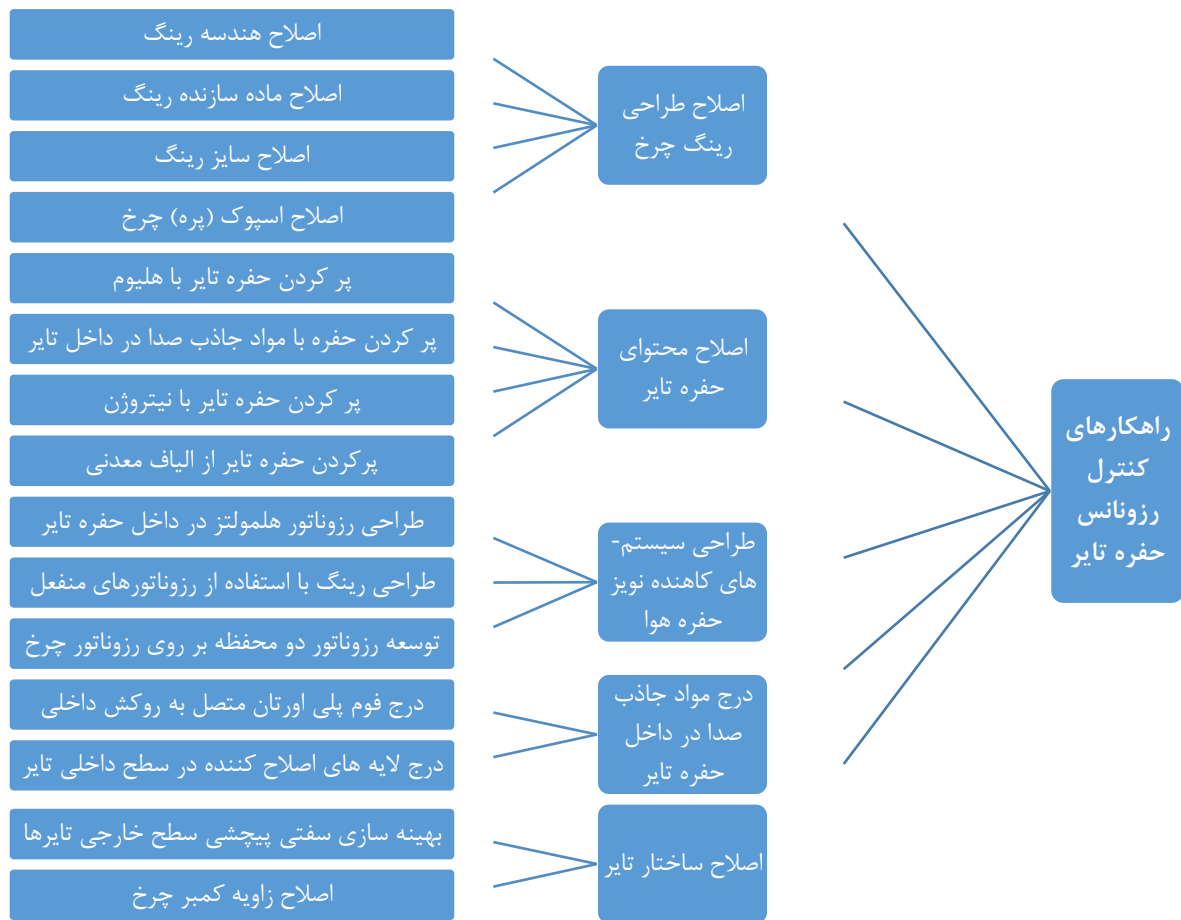 راهکارهای
کنترل
رزونانس
حفره تایر
اصلاح طراحی
رینگ چرخ
اصلاح هندسه رینگ
اصلاح ماده سازنده رینگ
اصلاح سایز رینگ
اصلاح اسپوک (پره) چرخ
اصلاح محتوای
حفره تایر
پر کردن حفره تایر با هلیوم
پر کردن حفره با مواد جاذب صدا در داخل تایر
پر کردن حفره تایر با نیتروژن
پرکردن حفره تایر از الیاف معدنی
طراحی سیستم-
های کاهنده نویز
حفره هوا
طراحی رزوناتور هلمولتز در داخل حفره تایر
طراحی رینگ با استفاده از رزوناتورهای منفعل
توسعه رزوناتور دو محفظه بر روی رزوناتور چرخ
درج مواد جاذب
صدا در داخل
حفره تایر
درج فوم پلی اورتان متصل به روکش داخلی
درج لایه های اصلاح کننده در سطح داخلی تایر
اصلاح ساختار تایر
بهینه سازی سفتی پیچشی سطح خارجی تایرها
اصلاح زاویه کمبر چرخ